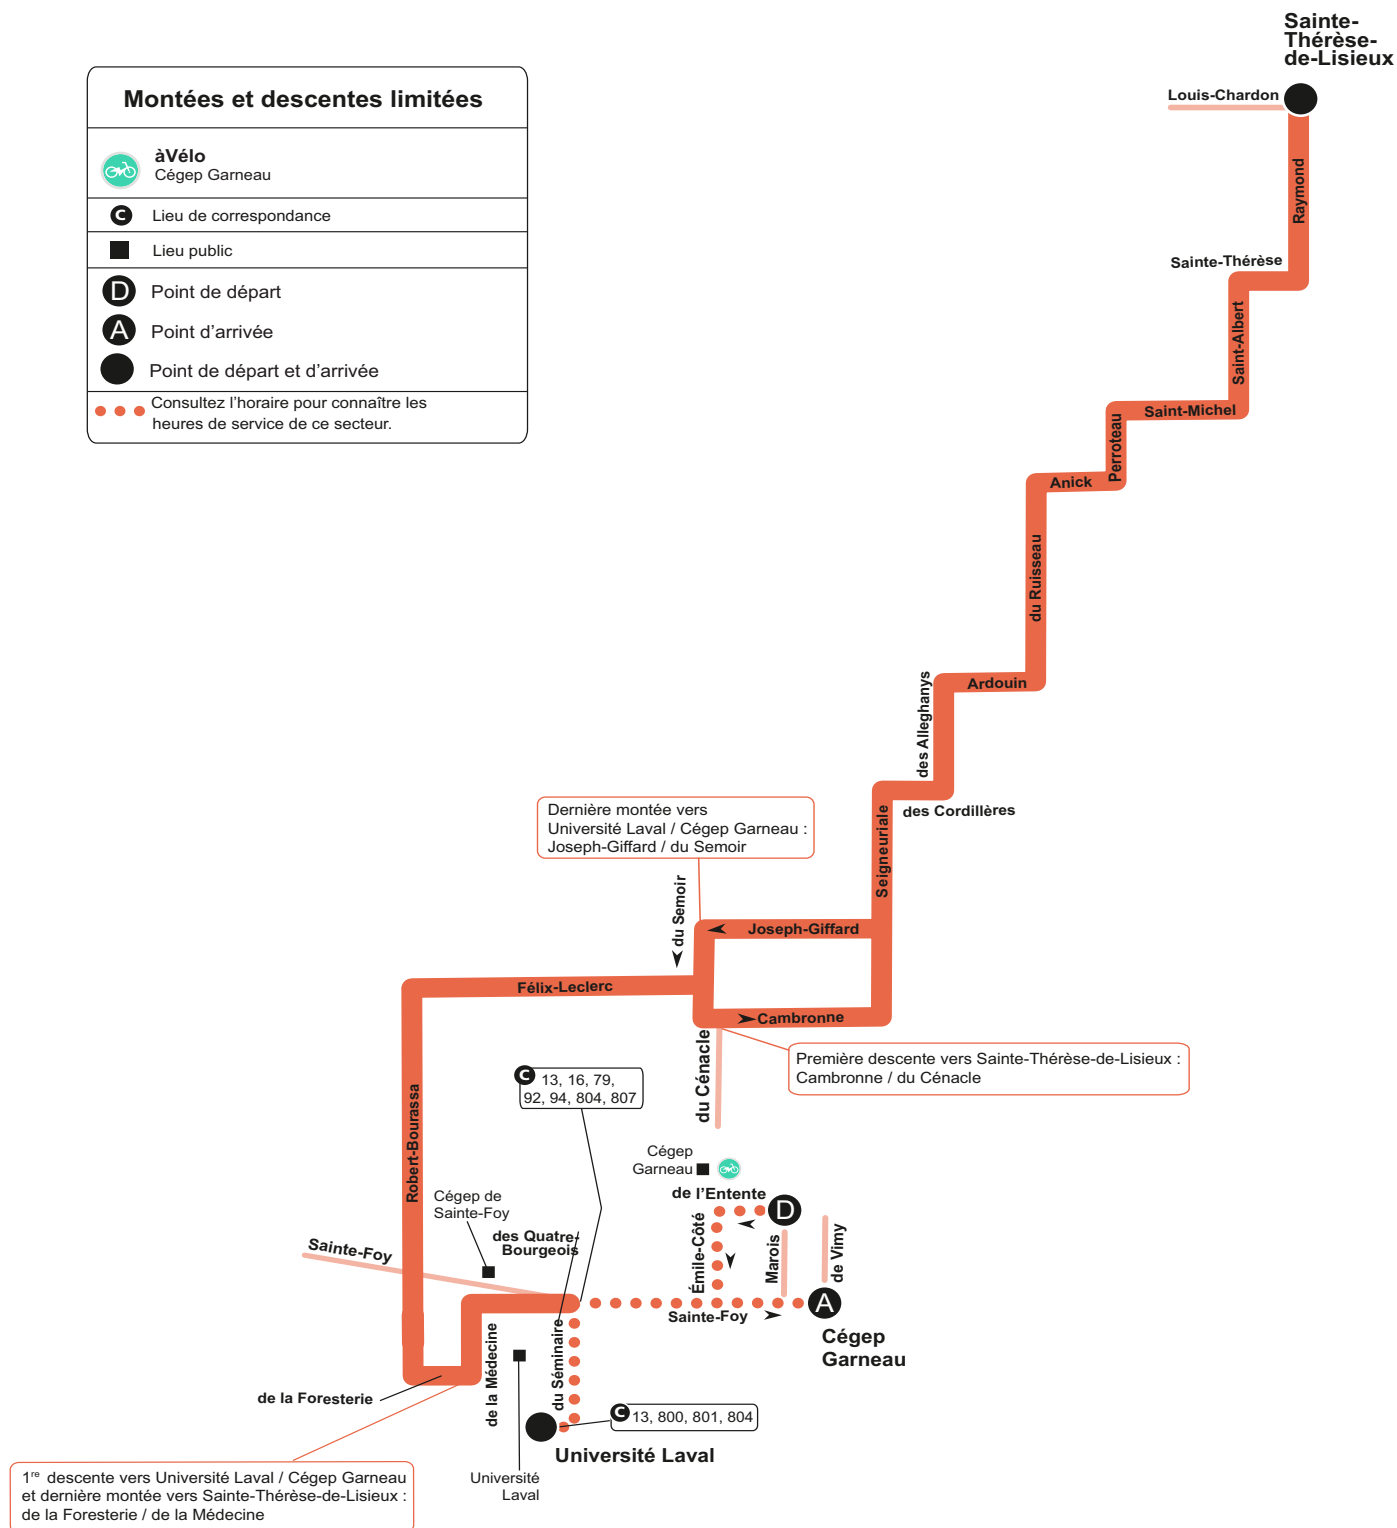 Sainte-
Thérèse-
de-Lisieux
Montées et descentes limitées
àVélo
Cégep Garneau
C
Lieu de correspondance
Lieu public
D
Point de départ
A
Point d’arrivée
Point de départ et d’arrivée
Consultez l’horaire pour connaître les
heures de service de ce secteur.
Louis-Chardon
Raymond
Sainte-Thérèse
Saint-Albert
Saint-Michel
Perroteau
Anick
du Ruisseau
Ardouin
des Alleghanys
des Cordillères
Seigneuriale
Dernière montée vers
Université Laval / Cégep Garneau :
Joseph-Giffard / du Semoir
du Semoir
Joseph-Giffard
Félix-Leclerc
Cambronne
du Cénacle
Première descente vers Sainte-Thérèse-de-Lisieux :
Cambronne / du Cénacle
C
13, 16, 79,
92, 94, 804, 807
Robert-Bourassa
Cégep
Garneau
de l’Entente
D
Cégep de
Sainte-Foy
des Quatre-
Bourgeois
Sainte-Foy
Émile-Côté
Marois
de Vimy
A
Sainte-Foy
Cégep
Garneau
de la Médecine
du Séminaire
de la Foresterie
C
13, 800, 801, 804
Université Laval
Université
Laval
1re descente vers Université Laval / Cégep Garneau
et dernière montée vers Sainte-Thérèse-de-Lisieux :
de la Foresterie / de la Médecine